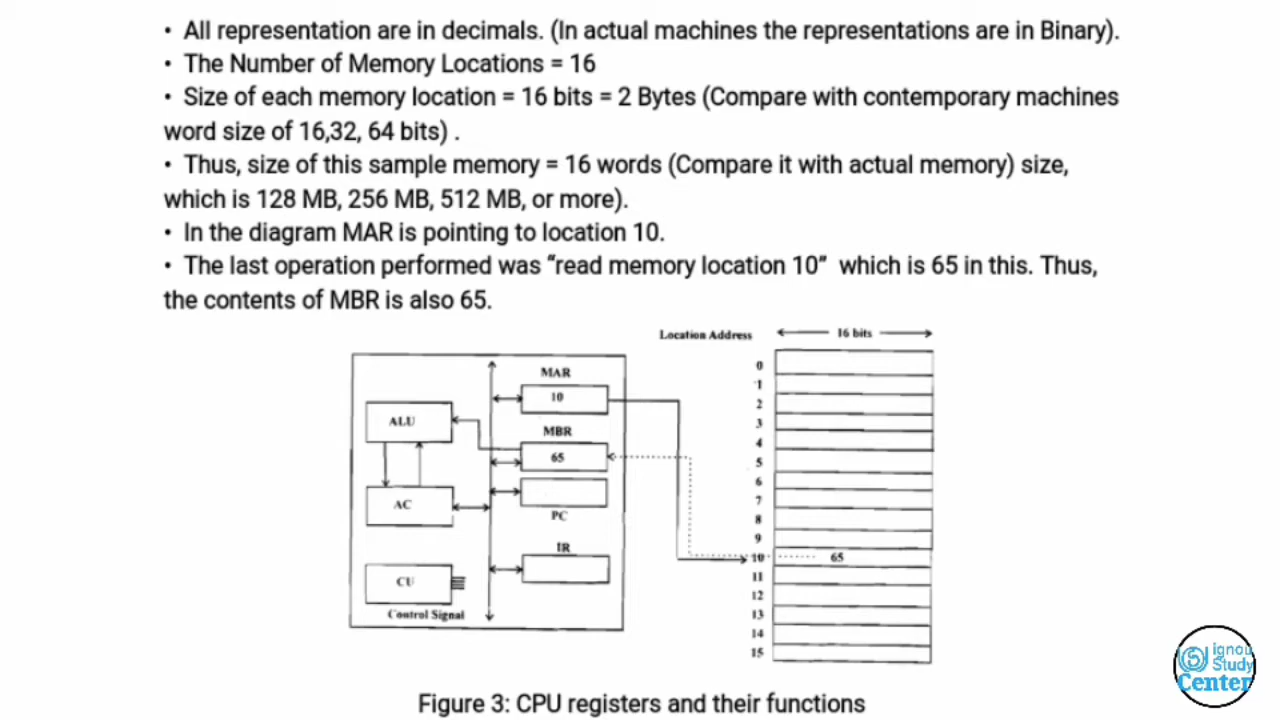 • All representation are in decimals. (In actual machines the representations are in Binary).
• The Number of Memory Locations = 16
• Size of each memory location = 16 bits = 2 Bytes (Compare with contemporary machines
word size of 16,32, 64 bits) .
• Thus, size of this sample memory = 16 words (Compare it with actual memory) size,
which is 128 MB, 256 MB, 512 MB, or more).
• In the diagram MAR is pointing to location 10.
• The last operation performed was “read memory location 10” which is 65 in this. Thus,
the contents of MBR is also 65.
Location Address 16 bits
MAR
10
ALU
MBR
65
AC
PC
IR
CU
Control Signal
0
1
2
3
4
5
6
7
8
9
10 65
11
12
13
14
15
Figure 3: CPU registers and their functions
ignou
Study
Center